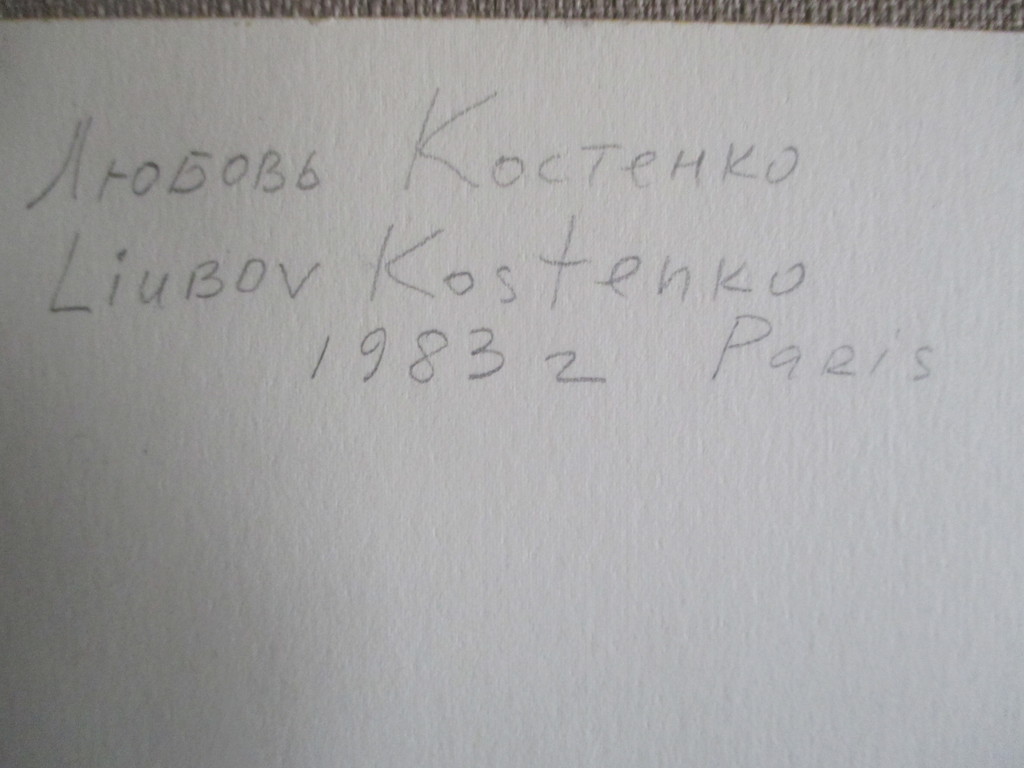 Любовь Костенко
Liubov Kostenko
1983 г Paris